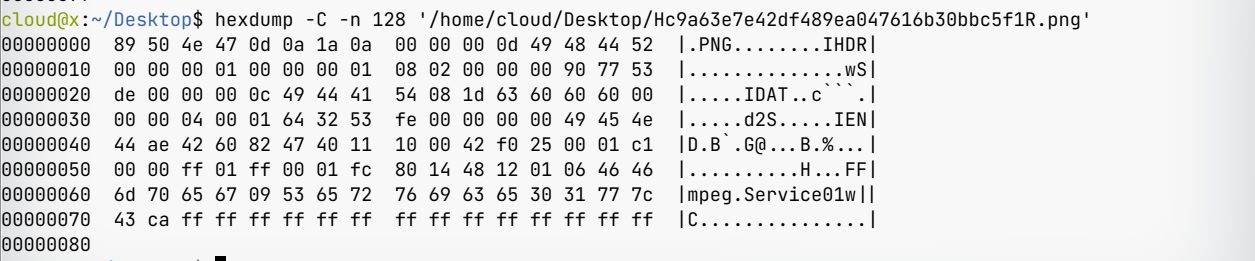 cloud@x:~/Desktop$ hexdump -C -n 128 '/home/cloud/Desktop/Hc9a63e7e42df489ea047616b30bbc5f1R.png'
00000000  89 50 4e 47 0d 0a 1a 0a  00 00 00 0d 49 48 44 52  |.PNG........IHDR|
00000010  00 00 00 01 00 00 00 01  08 02 00 00 00 90 77 53  |..............wS|
00000020  de 00 00 00 0c 49 44 41  54 08 1d 63 60 60 60 00  |.....IDAT..c```.|
00000030  00 00 04 00 01 64 32 53  fe 00 00 00 00 49 45 4e  |.....d2S.....IEN|
00000040  44 ae 42 60 82 47 40 11  10 00 42 f0 25 00 01 c1  |D.B`.G@...B.%...|
00000050  00 00 ff 01 ff 00 01 fc  80 14 48 12 01 06 46 46  |..........H...FF|
00000060  6d 70 65 67 09 53 65 72  76 69 63 65 30 31 77 7c  |mpeg.Service01w||
00000070  43 ca ff ff ff ff ff ff  ff ff ff ff ff ff ff ff  |C...............|
00000080